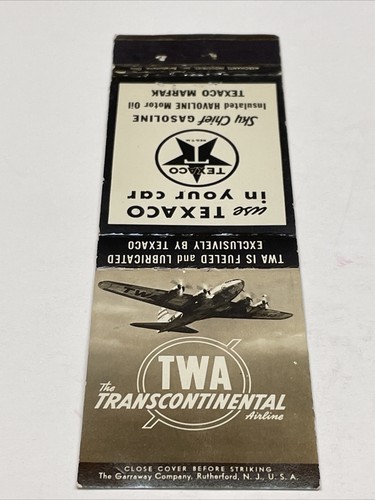 TWA
The
TRANSCONTINENTAL
Airline
CLOSE COVER BEFORE STRIKING
The Garraway Company, Rutherford, N. J., U. S. A.
TWA IS FUELED and LUBRICATED
EXCLUSIVELY BY TEXACO
use TEXACO
in your car
TEXACO
T
Sky Chief GASOLINE
Insulated HAVOLINE Motor Oil
TEXACO MARFAK